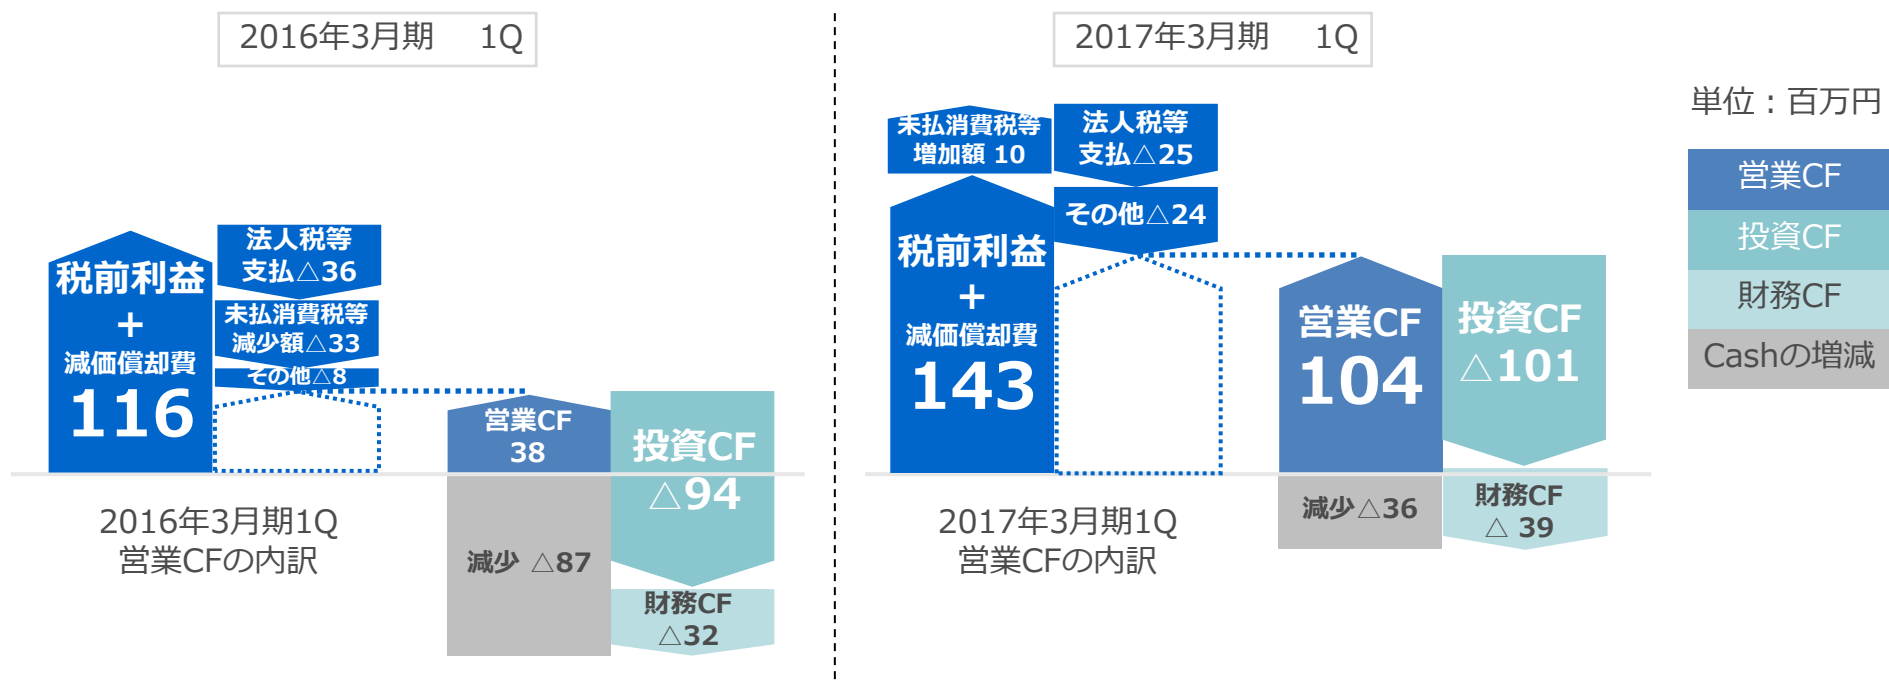 2016年3月期 1Q
税前利益
+
減価償却費
116
法人税等
支払△36
未払消費税等
減少額△33
その他△8
営業CF
38
投資CF
△94
減少 △87
財務CF
△32
2016年3月期1Q
営業CFの内訳
2017年3月期 1Q
未払消費税等
増加額 10
税前利益
+
減価償却費
143
法人税等
支払△25
その他△24
営業CF
104
投資CF
△101
減少△36
財務CF
△ 39
2017年3月期1Q
営業CFの内訳
単位：百万円
営業CF
投資CF
財務CF
Cashの増減